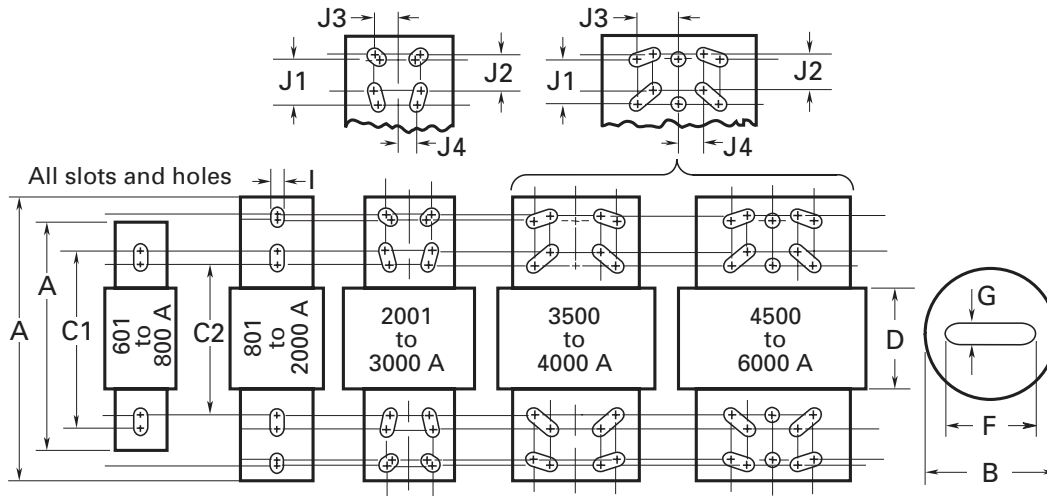 J3
J1
J2
J4
J3
J1
J2
J4
All slots and holes
I
A
A
C1
601
to
800 A
C2
801
to
2000 A
2001
to
3000 A
3500
to
4000 A
4500
to
6000 A
D
G
F
B